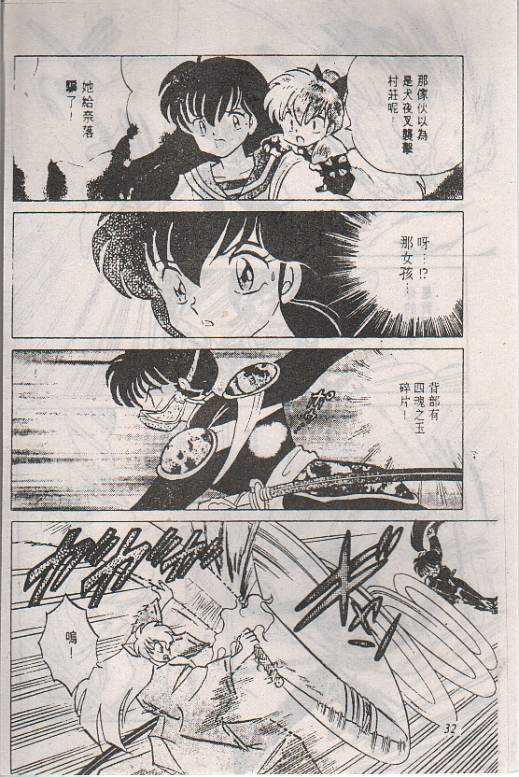 那傢伙以為
是犬夜叉襲擊
村莊呢！
她給奈落
騙了！
呀…！？
那女孩…
背部有
四魂之玉
碎片！
嗚！
32